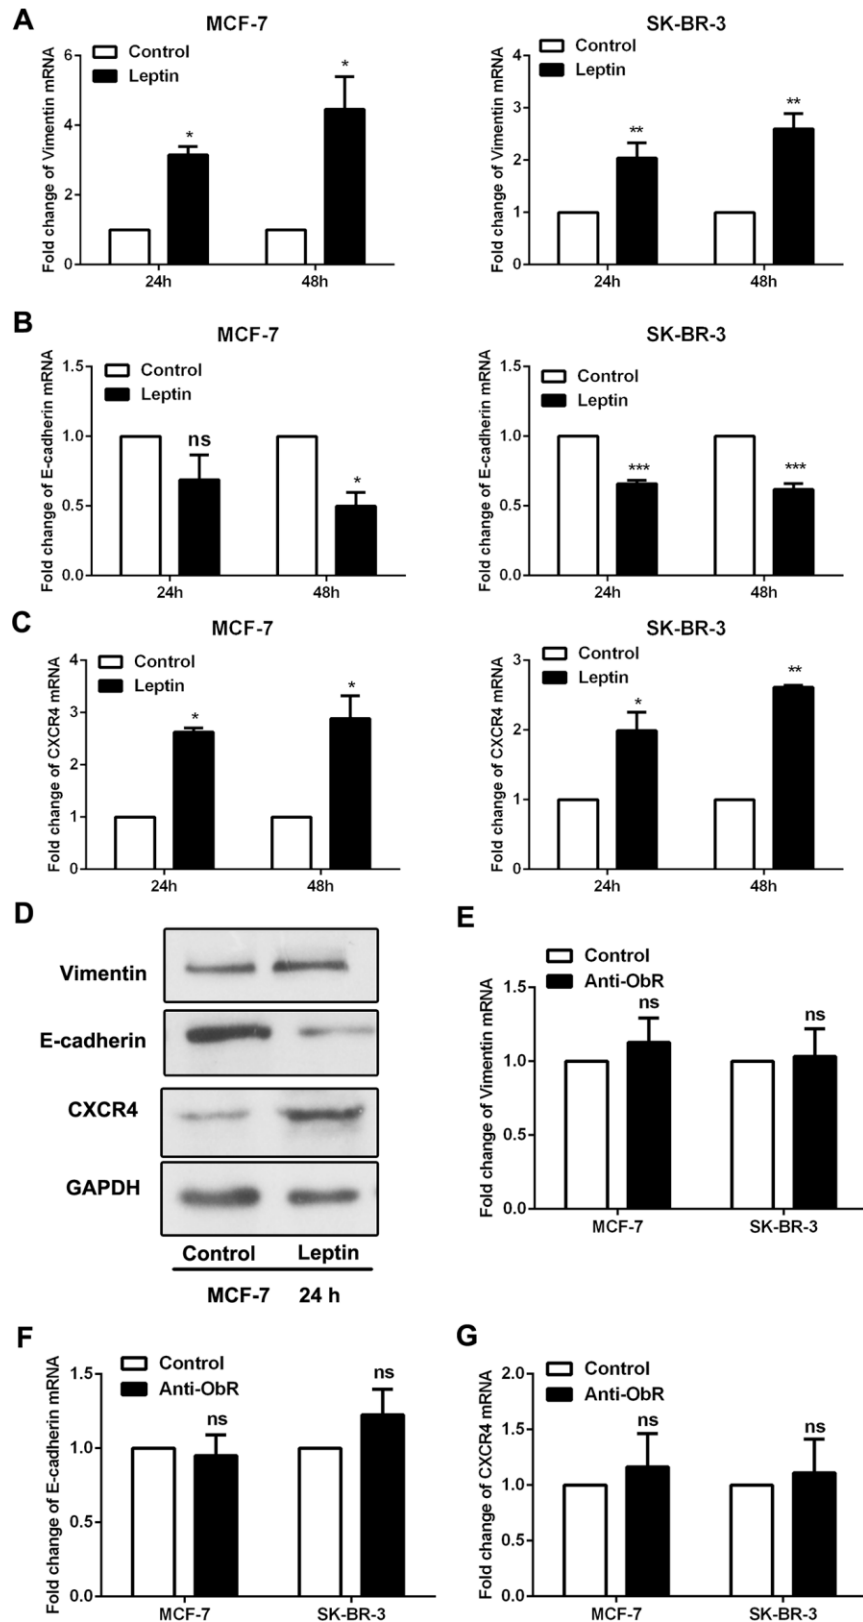 A
MCF-7
Control
Leptin
Fold change of Vimentin mRNA
6
4
2
0
*
*
24h
48h
SK-BR-3
Control
Leptin
Fold change of Vimentin mRNA
4
3
2
1
0
**
**
24h
48h
B
MCF-7
Control
Leptin
Fold change of E-cadherin mRNA
1.5
1.0
0.5
0.0
ns
*
24h
48h
SK-BR-3
Control
Leptin
Fold change of E-cadherin mRNA
1.5
1.0
0.5
0.0
***
***
24h
48h
C
MCF-7
Control
Leptin
Fold change of CXCR4 mRNA
4
3
2
1
0
*
*
24h
48h
SK-BR-3
Control
Leptin
Fold change of CXCR4 mRNA
3
2
1
0
*
**
24h
48h
D
Vimentin
E-cadherin
CXCR4
GAPDH
Control Leptin
MCF-7 24 h
E
Control
Anti-ObR
Fold change of Vimentin mRNA
1.5
1.0
0.5
0.0
ns
ns
MCF-7
SK-BR-3
F
Control
Anti-ObR
Fold change of E-cadherin mRNA
1.5
1.0
0.5
0.0
ns
ns
MCF-7
SK-BR-3
G
Control
Anti-ObR
Fold change of CXCR4 mRNA
2.0
1.5
1.0
0.5
0.0
ns
ns
MCF-7
SK-BR-3